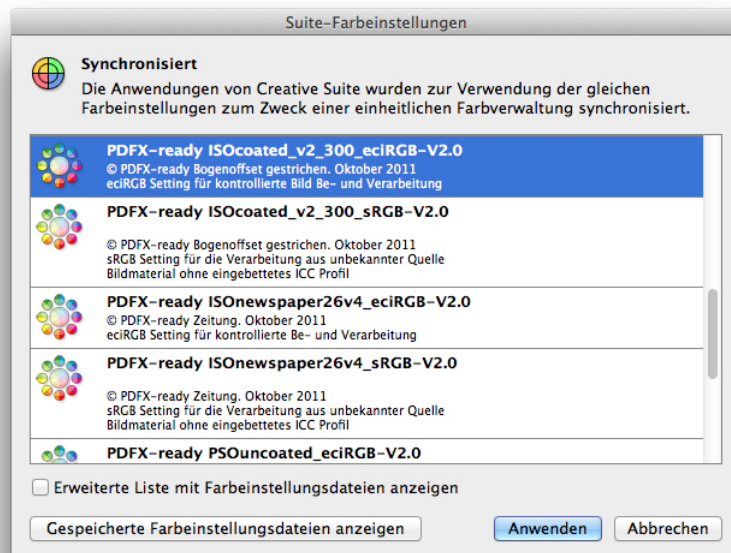 Suite-Farbeinstellungen
Synchronisiert
Die Anwendungen von Creative Suite wurden zur Verwendung der gleichen
Farbeinstellungen zum Zweck einer einheitlichen Farbverwaltung synchronisiert.
PDFX-ready ISOcoated_v2_300_eciRGB-V2.0
© PDFX-ready Bogenoffset gestrichen. Oktober 2011
eciRGB Setting für kontrollierte Bild Be- und Verarbeitung
PDFX-ready ISOcoated_v2_300_sRGB-V2.0
© PDFX-ready Bogenoffset gestrichen. Oktober 2011
sRGB Setting für die Verarbeitung aus unbekannter Quelle
Bildmaterial ohne eingebettetes ICC Profil
PDFX-ready ISOnewspaper26v4_eciRGB-V2.0
© PDFX-ready Zeitung. Oktober 2011
eciRGB Setting für kontrollierte Be- und Verarbeitung
PDFX-ready ISOnewspaper26v4_sRGB-V2.0
© PDFX-ready Zeitung. Oktober 2011
sRGB Setting für die Verarbeitung aus unbekannter Quelle
Bildmaterial ohne eingebettetes ICC Profil
PDFX-ready PSOuncoated_eciRGB-V2.0
Erweiterte Liste mit Farbeinstellungsdateien anzeigen
Gespeicherte Farbeinstellungsdateien anzeigen
Anwenden
Abbrechen